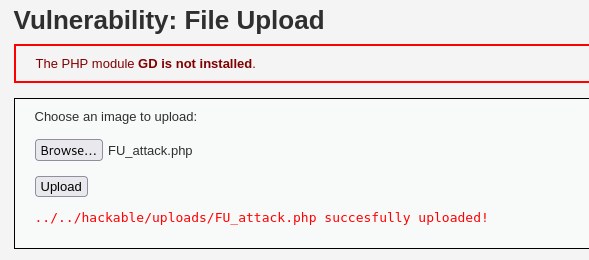 Vulnerability: File Upload
The PHP module GD is not installed.
Choose an image to upload:
Browse... FU_attack.php
Upload
../../hackable/uploads/FU_attack.php succesfully uploaded!